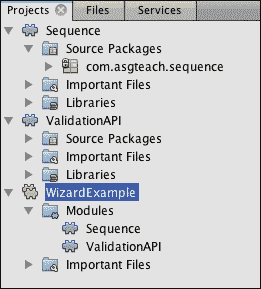 Projects Files Services
Sequence
Source Packages
com.asgteach.sequence
Important Files
Libraries
ValidationAPI
Source Packages
Important Files
Libraries
WizardExample
Modules
Sequence
ValidationAPI
Important Files